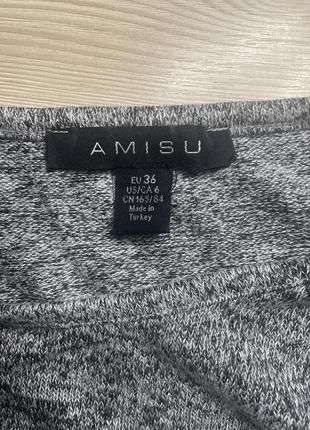 AMISU
EU 36
US/CA 6
CN 165/84
Made in
Turkey